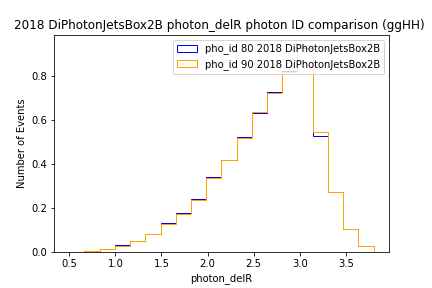 2018 DiPhotonJetsBox2B photon_delR photon ID comparison (ggHH)
pho_id 80 2018 DiPhotonJetsBox2B
pho_id 90 2018 DiPhotonJetsBox2B
Number of Events
0.8
0.6
0.4
0.2
0.0
0.5 1.0 1.5 2.0 2.5 3.0 3.5
photon_delR